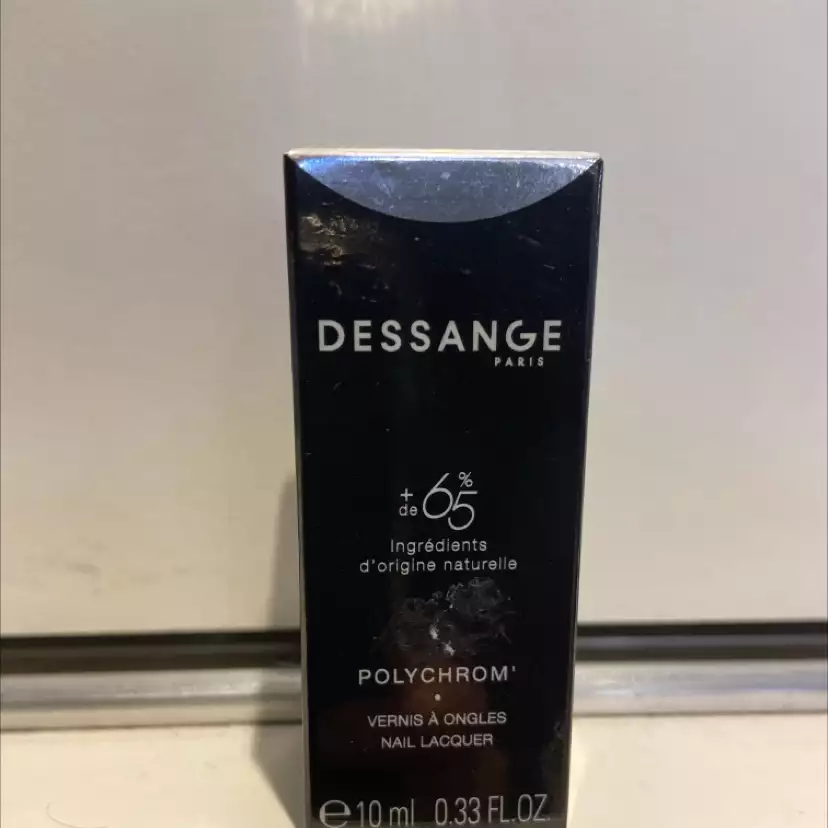 DESSANGE
PARIS
+ de 65%
Ingrédients
d'origine naturelle
POLYCHROM'
VERNIS À ONGLES
NAIL LACQUER
℮10 ml 0.33 FL.OZ.